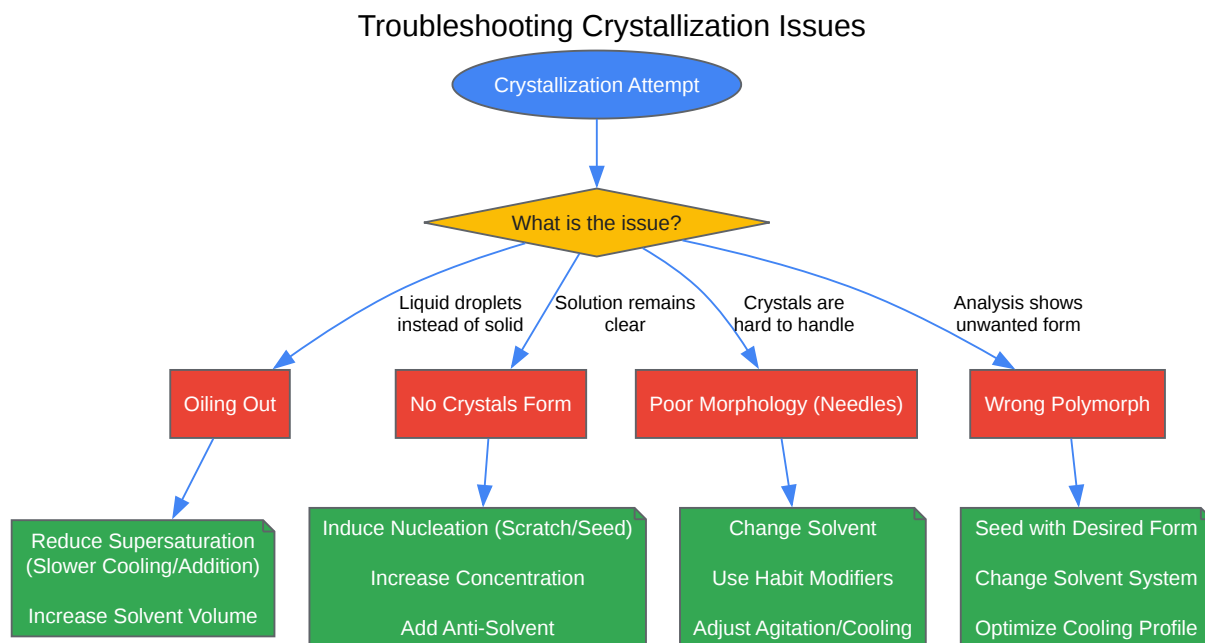 Troubleshooting Crystallization Issues
Crystallization Attempt
What is the issue?
Liquid droplets
instead of solid
Solution remains
clear
Crystals are
hard to handle
Analysis shows
unwanted form
Oiling Out
No Crystals Form
Poor Morphology (Needles)
Wrong Polymorph
Reduce Supersaturation
(Slower Cooling/Addition)
Increase Solvent Volume
Induce Nucleation (Scratch/Seed)
Increase Concentration
Add Anti-Solvent
Change Solvent
Use Habit Modifiers
Adjust Agitation/Cooling
Seed with Desired Form
Change Solvent System
Optimize Cooling Profile